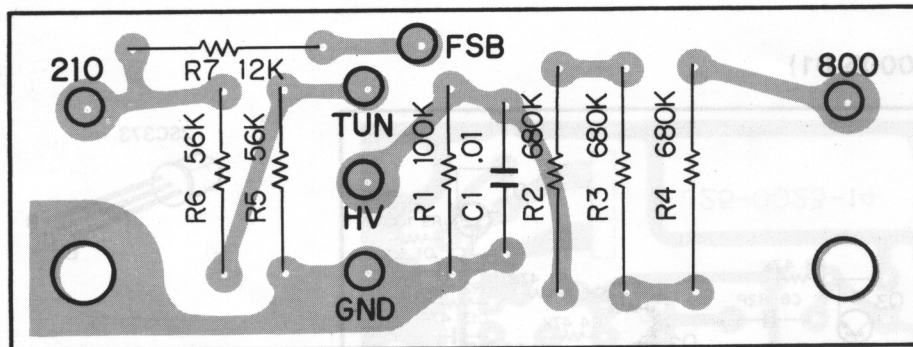 FSB
210
R7 12K
800
TUN
HV
GND
R6 56K
R5 56K
R1 100K
C1 .01
R2 680K
R3 680K
R4 680K